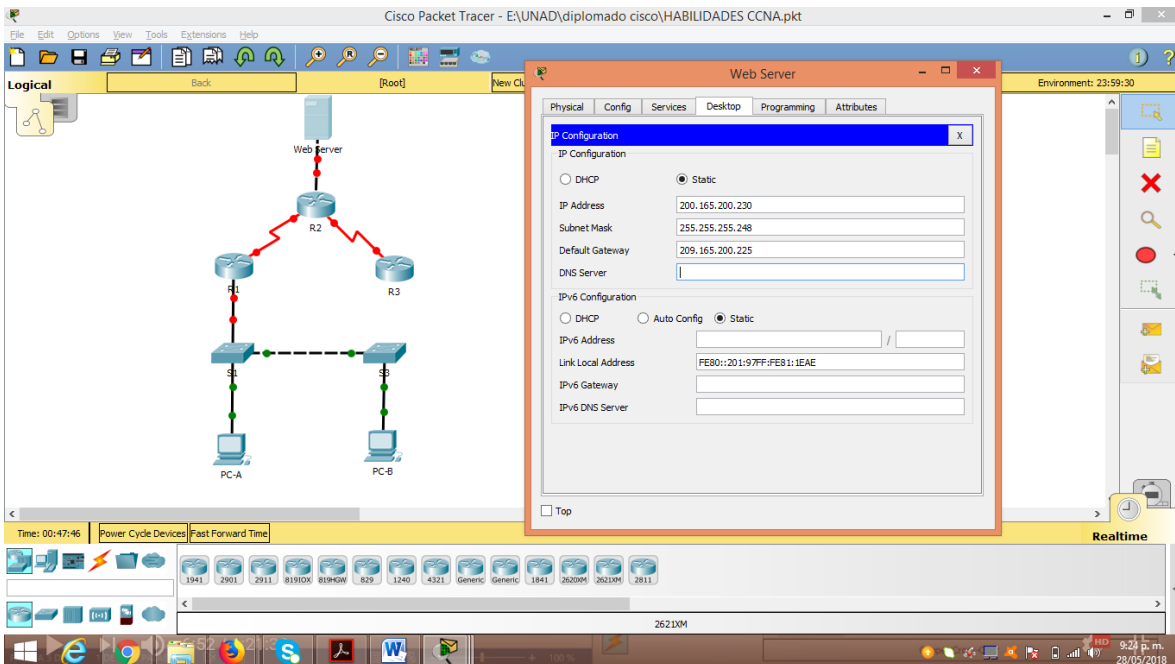 Cisco Packet Tracer - E:\UNAD\diplomado cisco\HABILIDADES CCNA.pkt
File Edit Options View Tools Extensions Help
Logical
Back
[Root]
New Clu
Environment: 23:59:30
Web Server
R2
R1
R3
S1
S3
PC-A
PC-B
Web Server
Physical Config Services Desktop Programming Attributes
IP Configuration X
IP Configuration
DHCP Static
IP Address 200.165.200.230
Subnet Mask 255.255.255.248
Default Gateway 209.165.200.225
DNS Server
IPv6 Configuration
DHCP Auto Config Static
IPv6 Address /
Link Local Address FE80::201:97FF:FE81:1EAE
IPv6 Gateway
IPv6 DNS Server
Top
Time: 00:47:46 Power Cycle Devices Fast Forward Time
Realtime
1941 2901 2911 819IOX 819HGW 829 1240 4321 Generic Generic 1841 2620XM 2621XM 2811
2621XM
100 %
HD
9:24 p. m.
28/05/2018